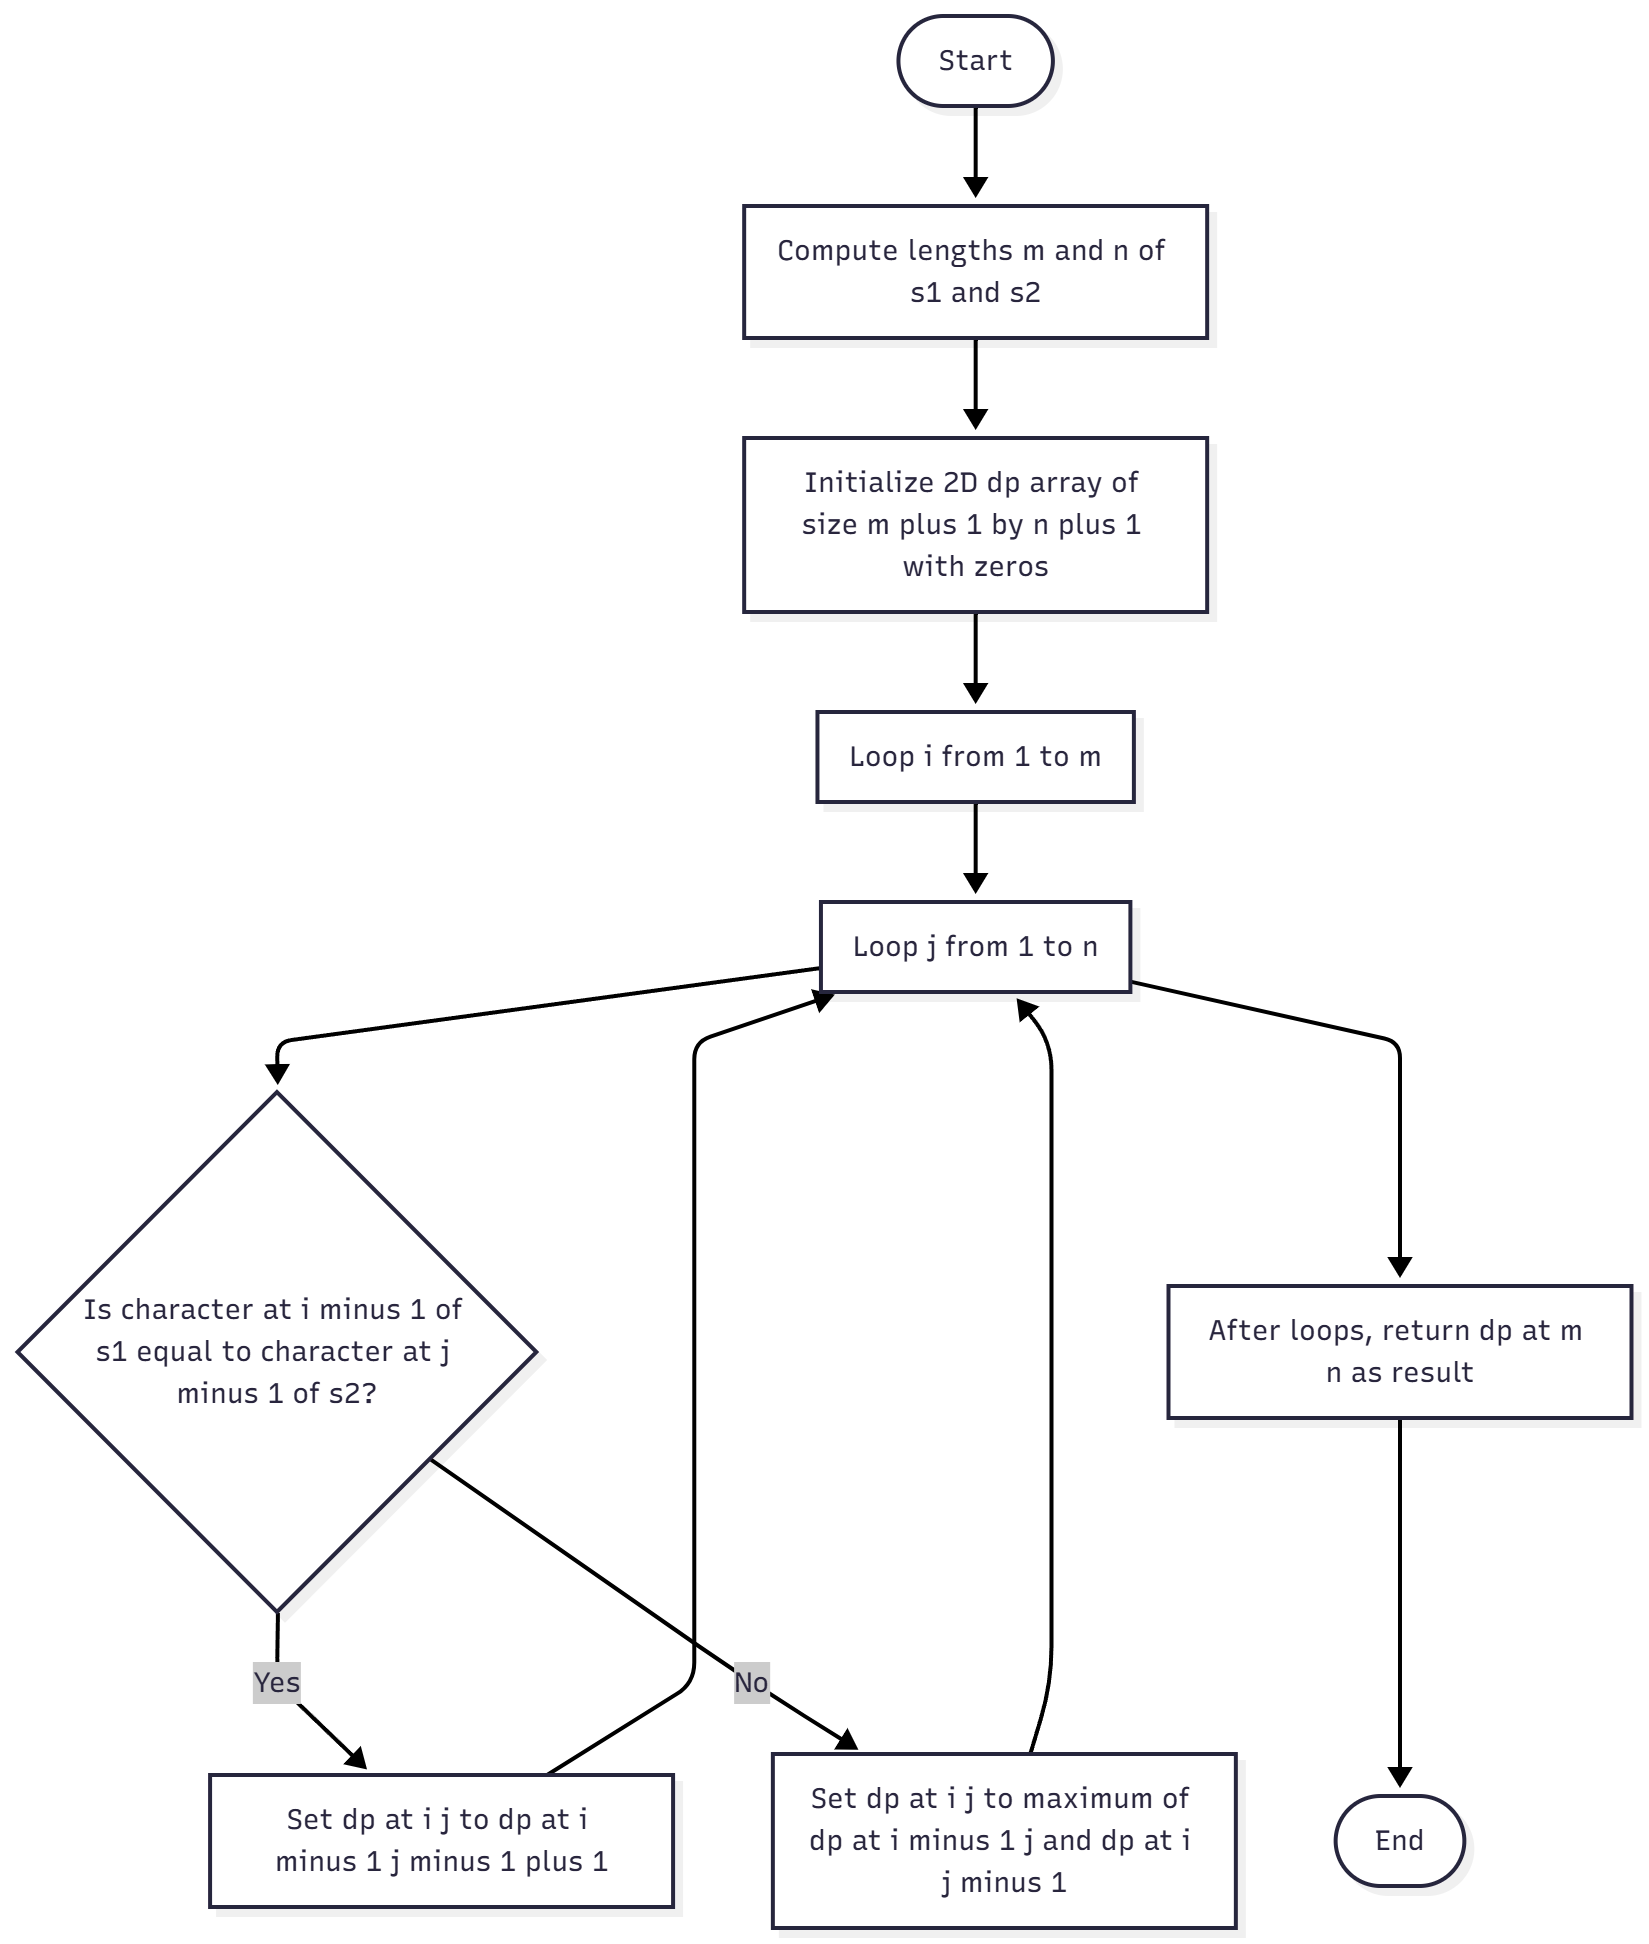 Start
Compute lengths m and n of
s1 and s2
Initialize 2D dp array of
size m plus 1 by n plus 1
with zeros
Loop i from 1 to m
Loop j from 1 to n
Is character at i minus 1 of
s1 equal to character at j
minus 1 of s2?
After loops, return dp at m
n as result
Yes
No
Set dp at i j to dp at i
minus 1 j minus 1 plus 1
Set dp at i j to maximum of
dp at i minus 1 j and dp at i
j minus 1
End